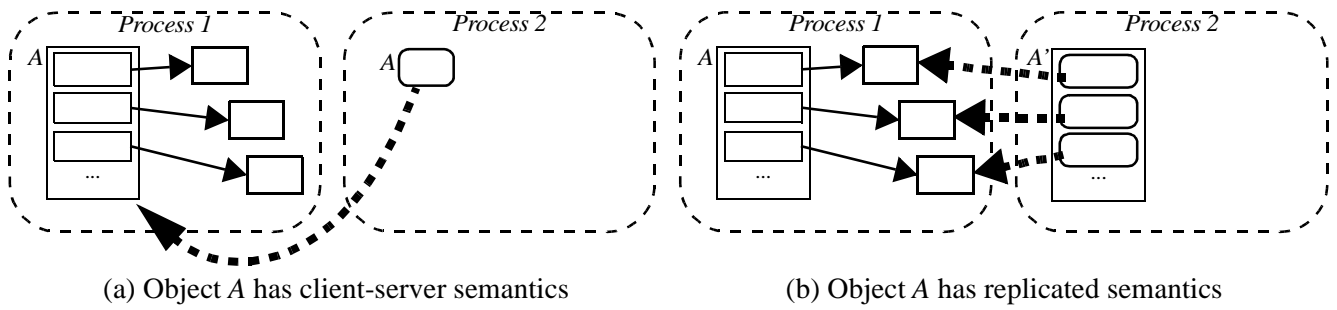 Process 1
A
...
Process 2
A
(a) Object A has client-server semantics
Process 1
A
...
Process 2
A'
...
(b) Object A has replicated semantics